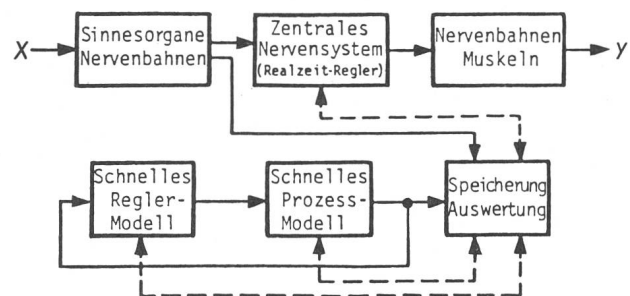 X
Sinnesorgane
Nervenbahnen
Zentrales
Nervensystem
(Realzeit-Regler)
Nervenbahnen
Muskeln
y
Schnelles
Regler-
Modell
Schnelles
Prozess-
Modell
Speicherung
Auswertung